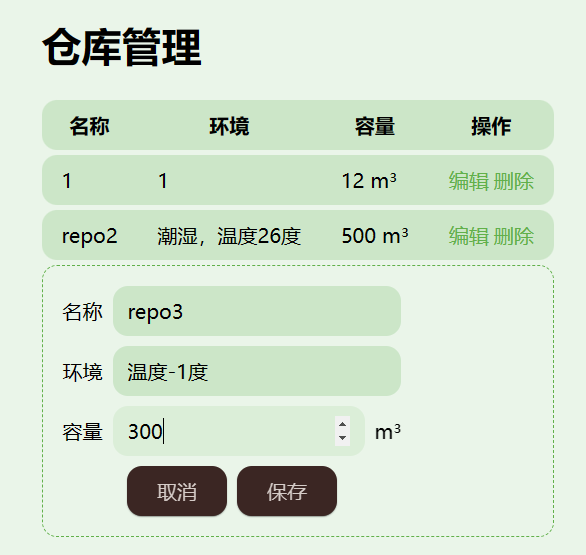 仓库管理
名称 环境 容量 操作
1 1 12 m³ 编辑 删除
repo2 潮湿，温度26度 500 m³ 编辑 删除
名称 repo3
环境 温度-1度
容量 300 m³
取消 保存